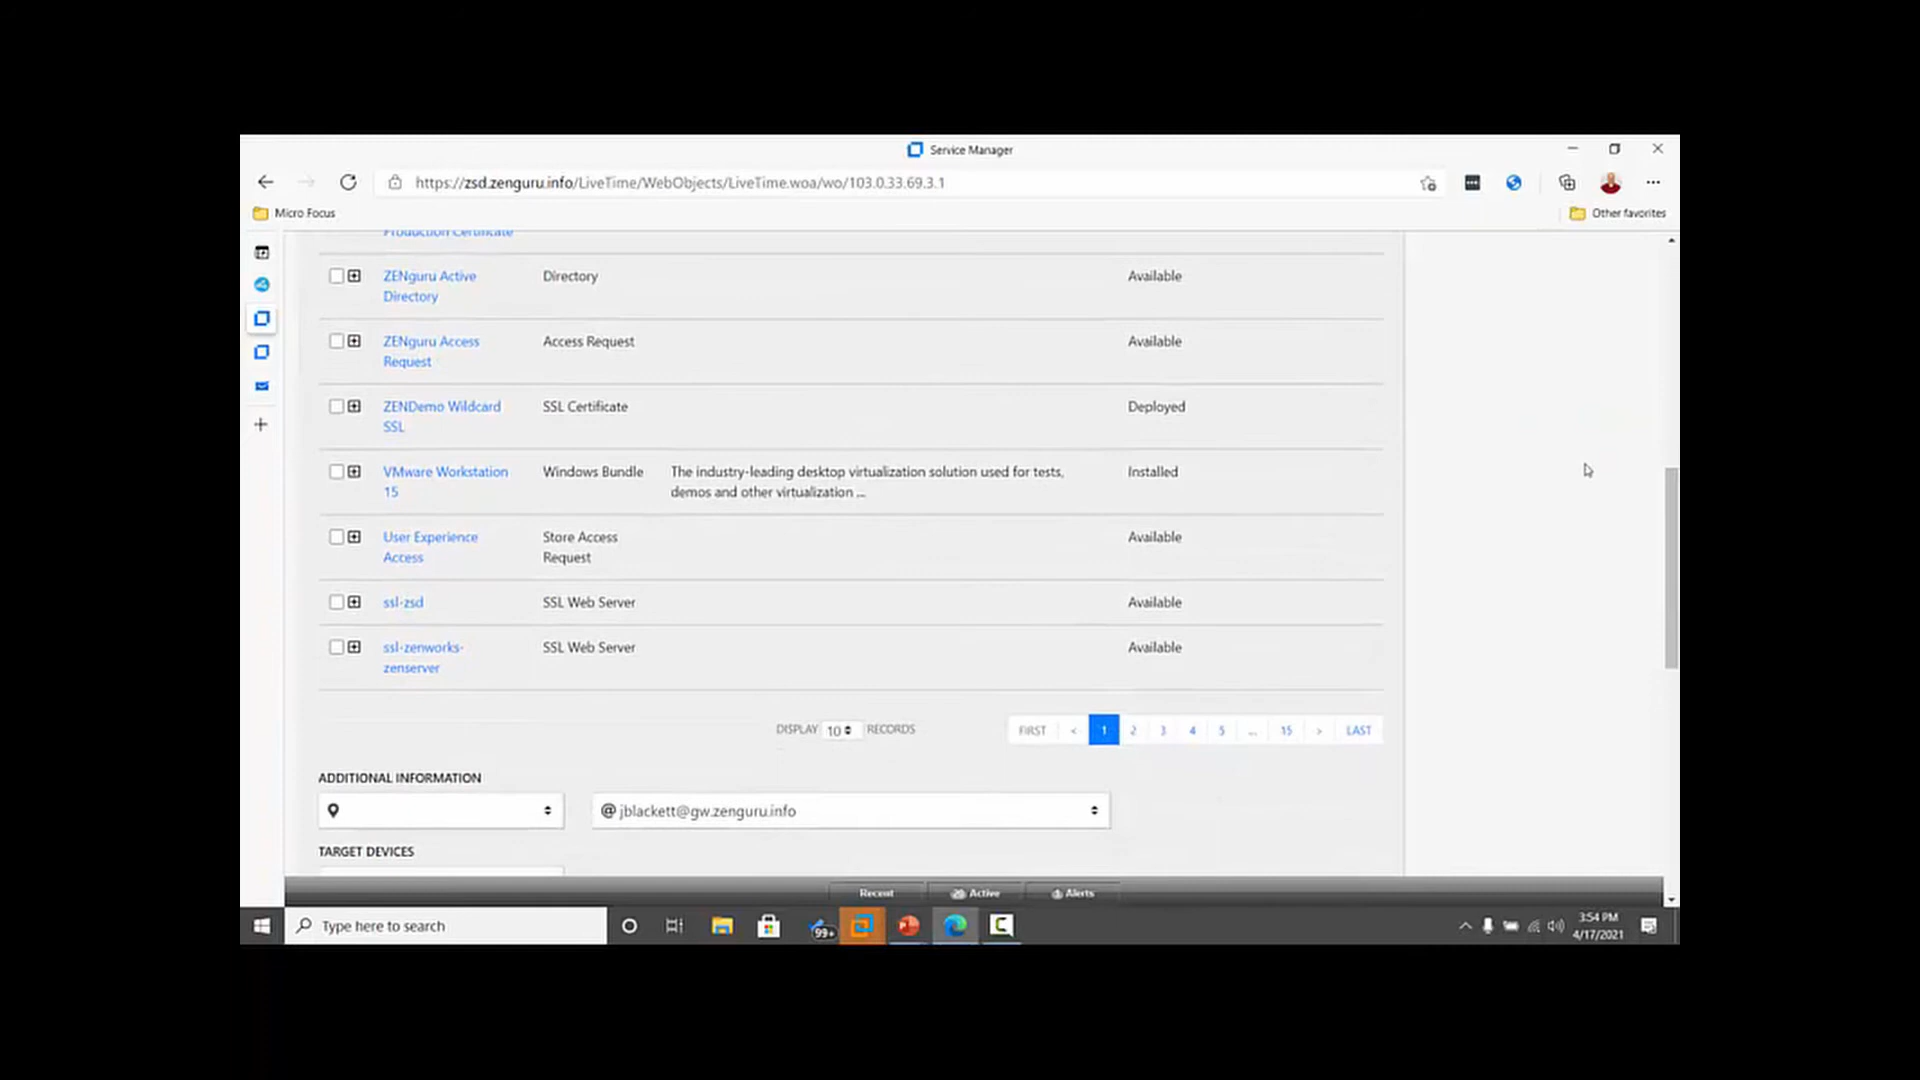 Service Manager
https://zsd.zenguru.info/LiveTime/WebObjects/LiveTime.woa/wo/103.0.33.69.3.1
Micro Focus
Other favorites
Production Certificate
ZENguru Active Directory Available
Directory
ZENguru Access Access Request Available
Request
ZENDemo Wildcard SSL Certificate Deployed
SSL
VMware Workstation Windows Bundle The industry-leading desktop virtualization solution used for tests, Installed
15 demos and other virtualization ...
User Experience Store Access Available
Access Request
ssl-zsd SSL Web Server Available
ssl-zenworks- SSL Web Server Available
zenserver
DISPLAY 10 RECORDS FIRST < 1 2 3 4 5 ... 15 > LAST
ADDITIONAL INFORMATION
@ jblackett@gw.zenguru.info
TARGET DEVICES
Recent Active Alerts
Type here to search 99+ 3:54 PM
4/17/2021